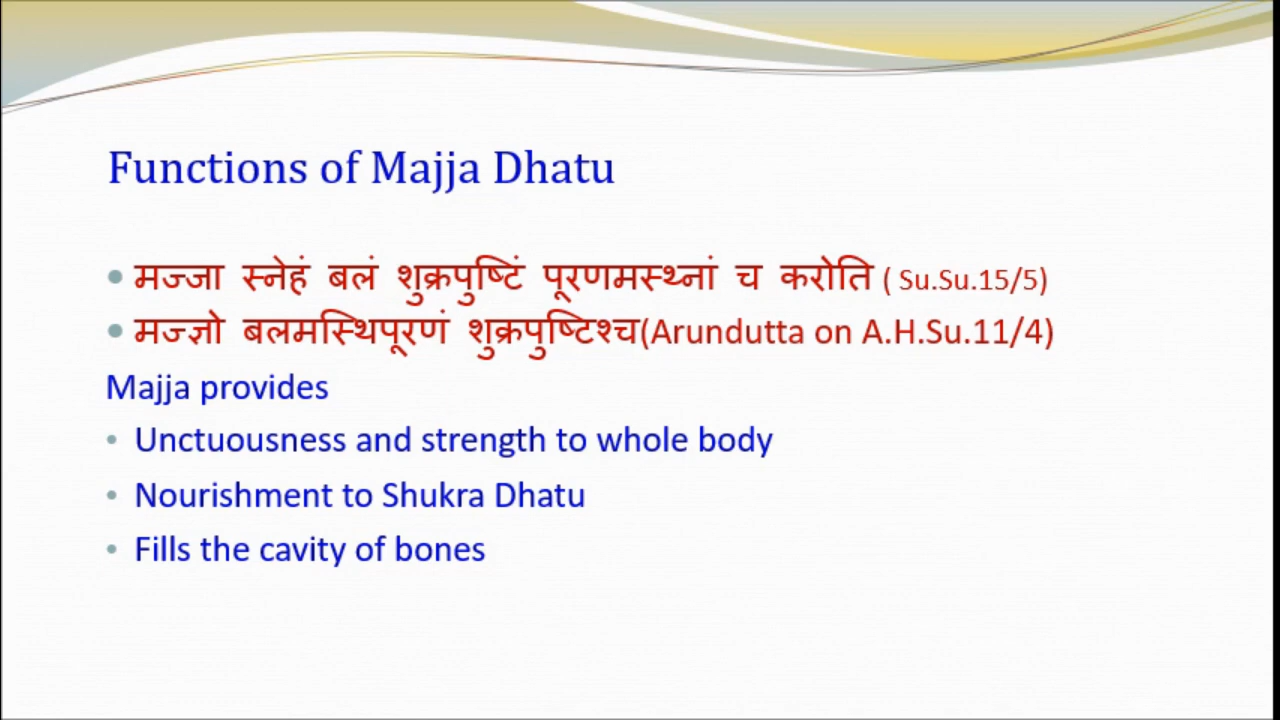 Functions of Majja Dhatu
• मज्जा स्नेहं बलं शुक्रपुष्टिं पूरणमस्थ्नां च करोति ( Su.Su.15/5)
• मज्ज्ञो बलमस्थिपूरणं शुक्रपुष्टिश्च(Arundutta on A.H.Su.11/4)
Majja provides
• Unctuousness and strength to whole body
• Nourishment to Shukra Dhatu
• Fills the cavity of bones